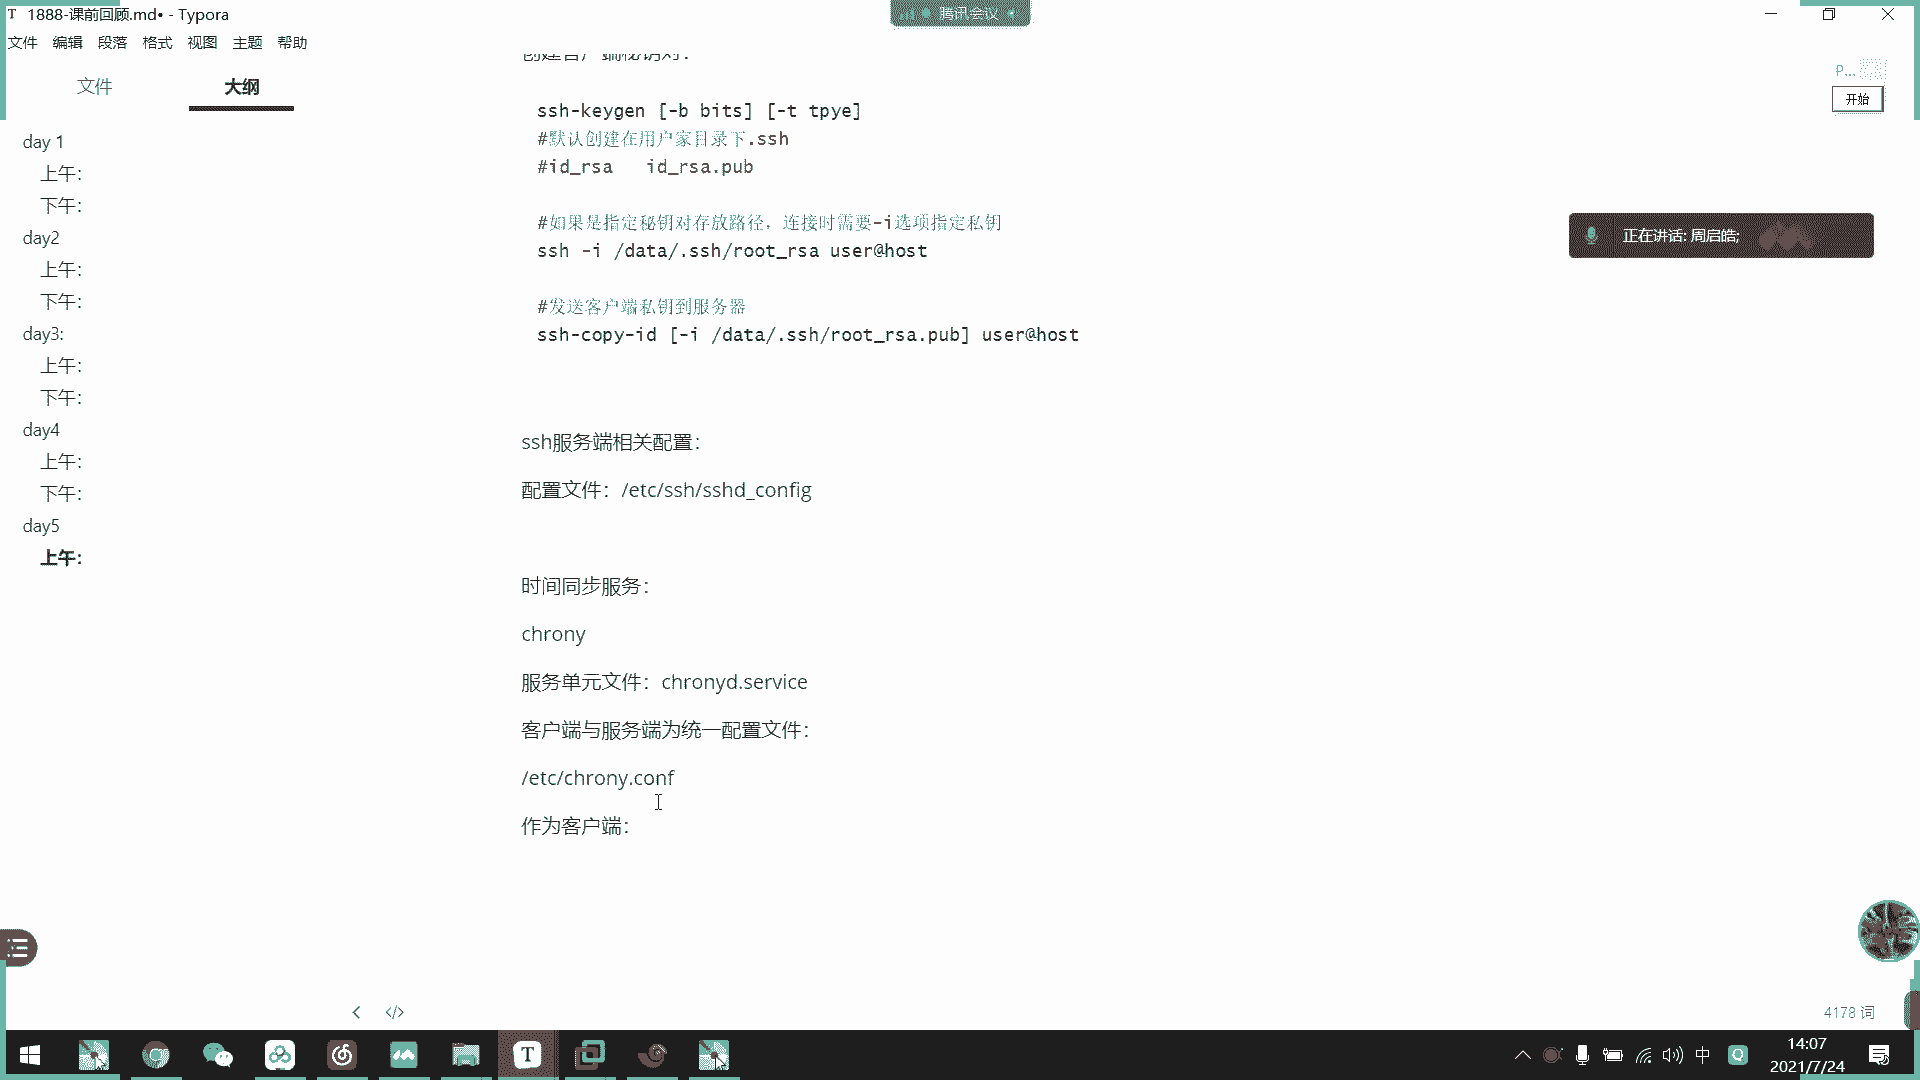 1888-课前回顾.md• - Typora
腾讯会议
文件 编辑 段落 格式 视图 主题 帮助
文件 大纲
day 1
上午：
下午：
day2
上午：
下午：
day3:
上午：
下午：
day4
上午：
下午：
day5
上午：
创建客户端秘钥对：
ssh-keygen [-b bits] [-t tpye]
#默认创建在用户家目录下.ssh
#id_rsa id_rsa.pub
#如果是指定秘钥对存放路径，连接时需要-i选项指定私钥
ssh -i /data/.ssh/root_rsa user@host
#发送客户端私钥到服务器
ssh-copy-id [-i /data/.ssh/root_rsa.pub] user@host
ssh服务端相关配置：
配置文件：/etc/ssh/sshd_config
时间同步服务：
chrony
服务单元文件：chronyd.service
客户端与服务端为统一配置文件：
/etc/chrony.conf
作为客户端：
P...
开始
正在讲话: 周启皓;
4178 词
中
14:07
2021/7/24